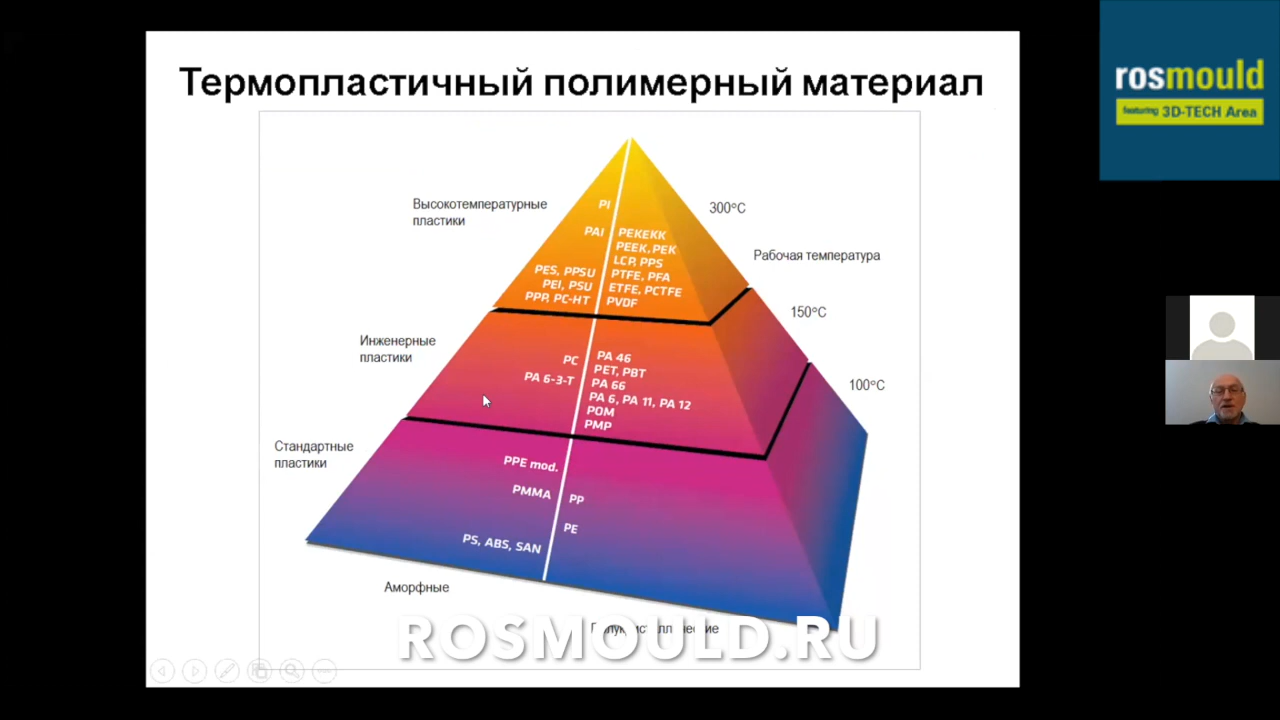 Термопластичный полимерный материал
rosmould
featuring 3D-TECH Area
Высокотемпературные
пластики
300°C
Рабочая температура
150°C
100°C
Инженерные
пластики
Стандартные
пластики
PI
PAI
PES, PPSU
PEI, PSU
PPP, PC-HT
PEKEKK
PEEK, PEK
LCP, PPS
PTFE, PFA
ETFE, PCTFE
PVDF
PC
PA 6-3-T
PA 46
PET, PBT
PA 66
PA 6, PA 11, PA 12
POM
PMP
PPE mod.
PMMA
PS, ABS, SAN
PP
PE
Аморфные
ROSMOULD.RU